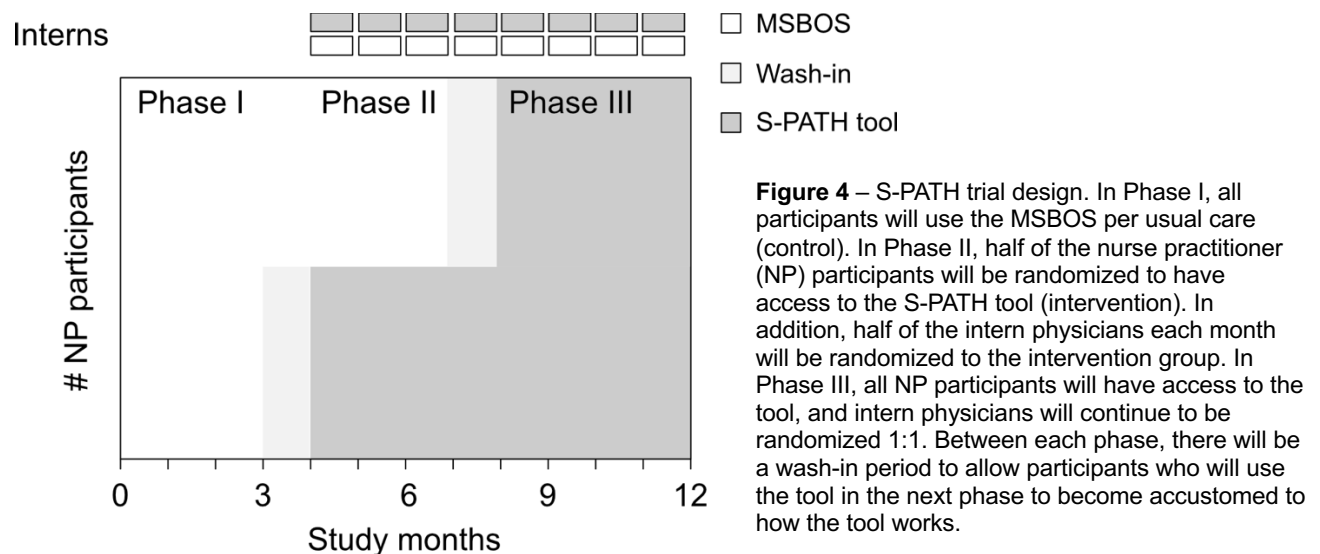 Interns
MSBOS
Wash-in
S-PATH tool
Phase I
Phase II
Phase III
# NP participants
0
3
6
9
12
Study months
Figure 4 – S-PATH trial design. In Phase I, all
participants will use the MSBOS per usual care
(control). In Phase II, half of the nurse practitioner
(NP) participants will be randomized to have
access to the S-PATH tool (intervention). In
addition, half of the intern physicians each month
will be randomized to the intervention group. In
Phase III, all NP participants will have access to the
tool, and intern physicians will continue to be
randomized 1:1. Between each phase, there will be
a wash-in period to allow participants who will use
the tool in the next phase to become accustomed to
how the tool works.